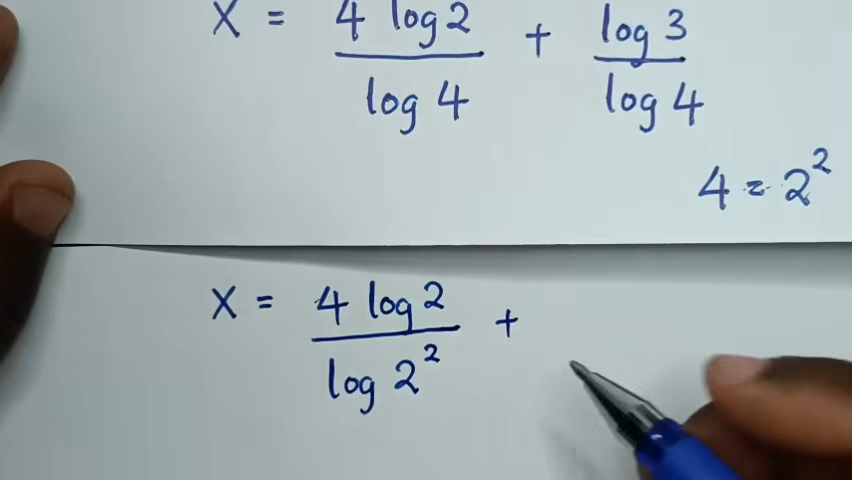 X = 4 log 2 / log 4 + log 3 / log 4
4 = 2²
X = 4 log 2 / log 2² +